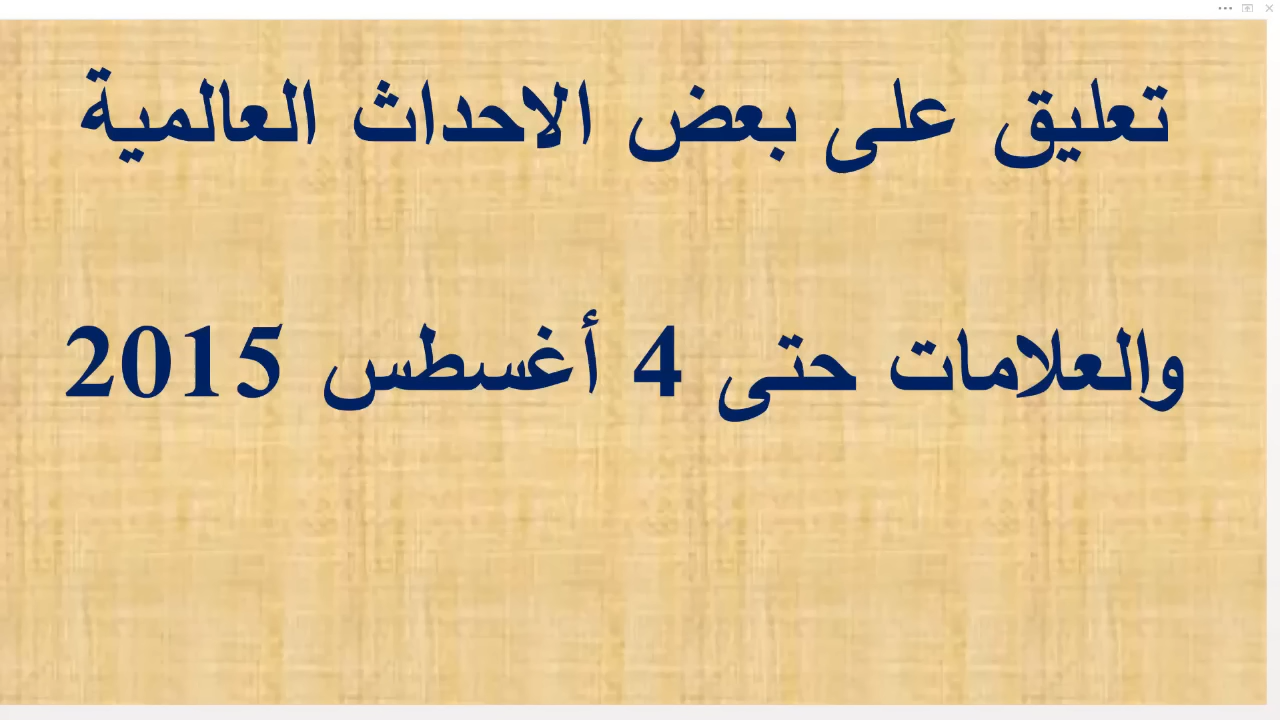 تعليق على بعض الاحداث العالمية
والعلامات حتى 4 أغسطس 2015